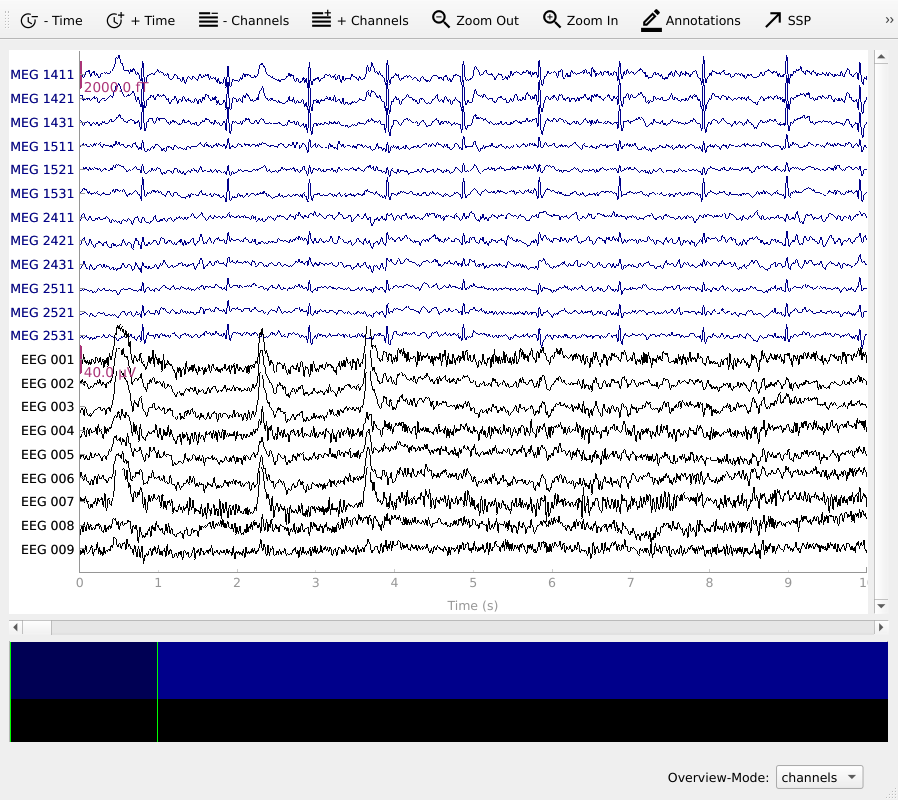 - Time + Time - Channels + Channels Zoom Out Zoom In Annotations SSP »
MEG 1411
2000.0 fT
MEG 1421
MEG 1431
MEG 1511
MEG 1521
MEG 1531
MEG 2411
MEG 2421
MEG 2431
MEG 2511
MEG 2521
MEG 2531
EEG 001
40.0 µV
EEG 002
EEG 003
EEG 004
EEG 005
EEG 006
EEG 007
EEG 008
EEG 009
0 1 2 3 4 5 6 7 8 9 1
Time (s)
Overview-Mode: channels